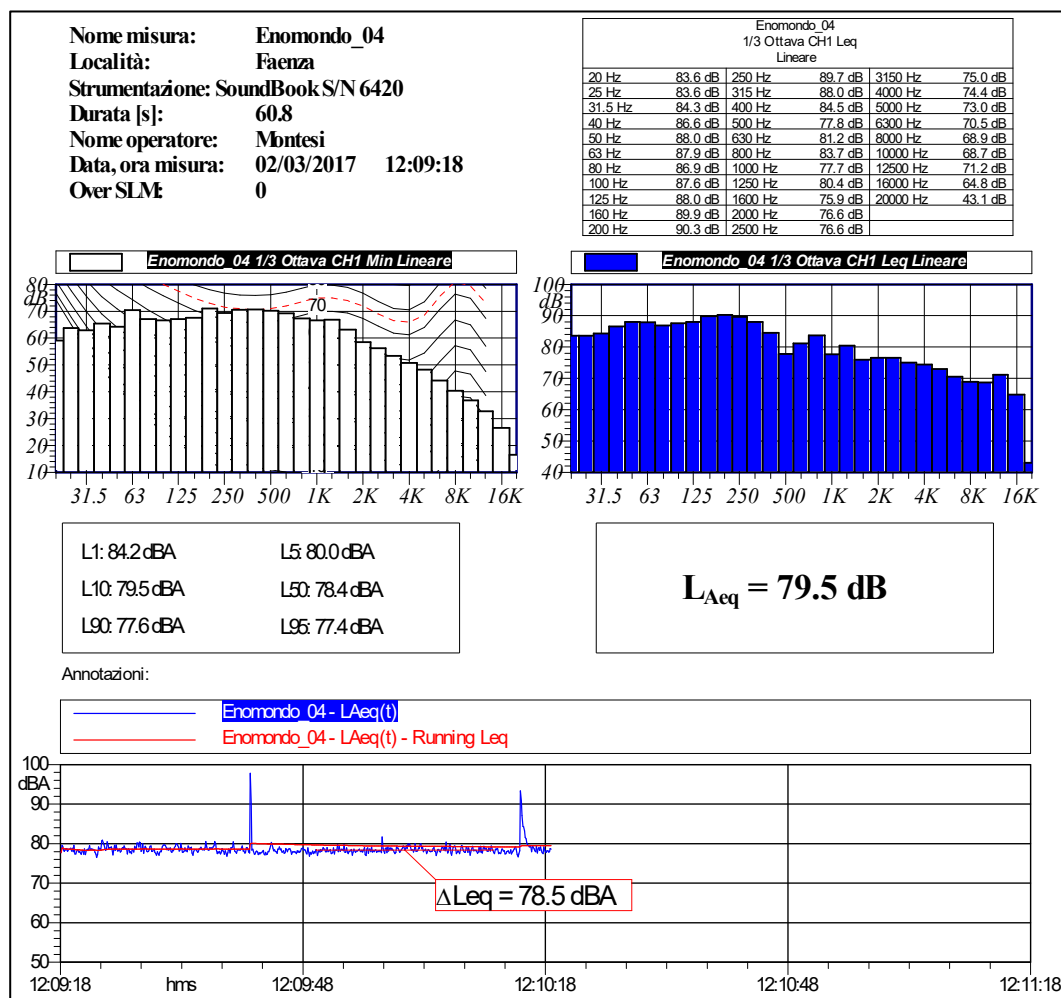 Nome misura: Enomondo_04
Località: Faenza
Strumentazione: SoundBook S/N 6420
Durata [s]: 60.8
Nome operatore: Montesi
Data, ora misura: 02/03/2017 12:09:18
Over SLM: 0
Enomondo_04
1/3 Ottava CH1 Leq
Lineare
20 Hz 83.6 dB 250 Hz 89.7 dB 3150 Hz 75.0 dB
25 Hz 83.6 dB 315 Hz 88.0 dB 4000 Hz 74.4 dB
31.5 Hz 84.3 dB 400 Hz 84.5 dB 5000 Hz 73.0 dB
40 Hz 86.6 dB 500 Hz 77.8 dB 6300 Hz 70.5 dB
50 Hz 88.0 dB 630 Hz 81.2 dB 8000 Hz 68.9 dB
63 Hz 87.9 dB 800 Hz 83.7 dB 10000 Hz 68.7 dB
80 Hz 86.9 dB 1000 Hz 77.7 dB 12500 Hz 71.2 dB
100 Hz 87.6 dB 1250 Hz 80.4 dB 16000 Hz 64.8 dB
125 Hz 88.0 dB 1600 Hz 75.9 dB 20000 Hz 43.1 dB
160 Hz 89.9 dB 2000 Hz 76.6 dB
200 Hz 90.3 dB 2500 Hz 76.6 dB
Enomondo_04 1/3 Ottava CH1 Min Lineare
80
dB
70
60
50
40
30
20
10
70
31.5 63 125 250 500 1K 2K 4K 8K 16K
Enomondo_04 1/3 Ottava CH1 Leq Lineare
100
dB
90
80
70
60
50
40
31.5 63 125 250 500 1K 2K 4K 8K 16K
L1: 84.2 dBA L5: 80.0 dBA
L10: 79.5 dBA L50: 78.4 dBA
L90: 77.6 dBA L95: 77.4 dBA
LAeq = 79.5 dB
Annotazioni:
Enomondo_04 - LAeq(t)
Enomondo_04 - LAeq(t) - Running Leq
100
dBA
90
80
70
60
50
ΔLeq = 78.5 dBA
12:09:18 hms 12:09:48 12:10:18 12:10:48 12:11:18